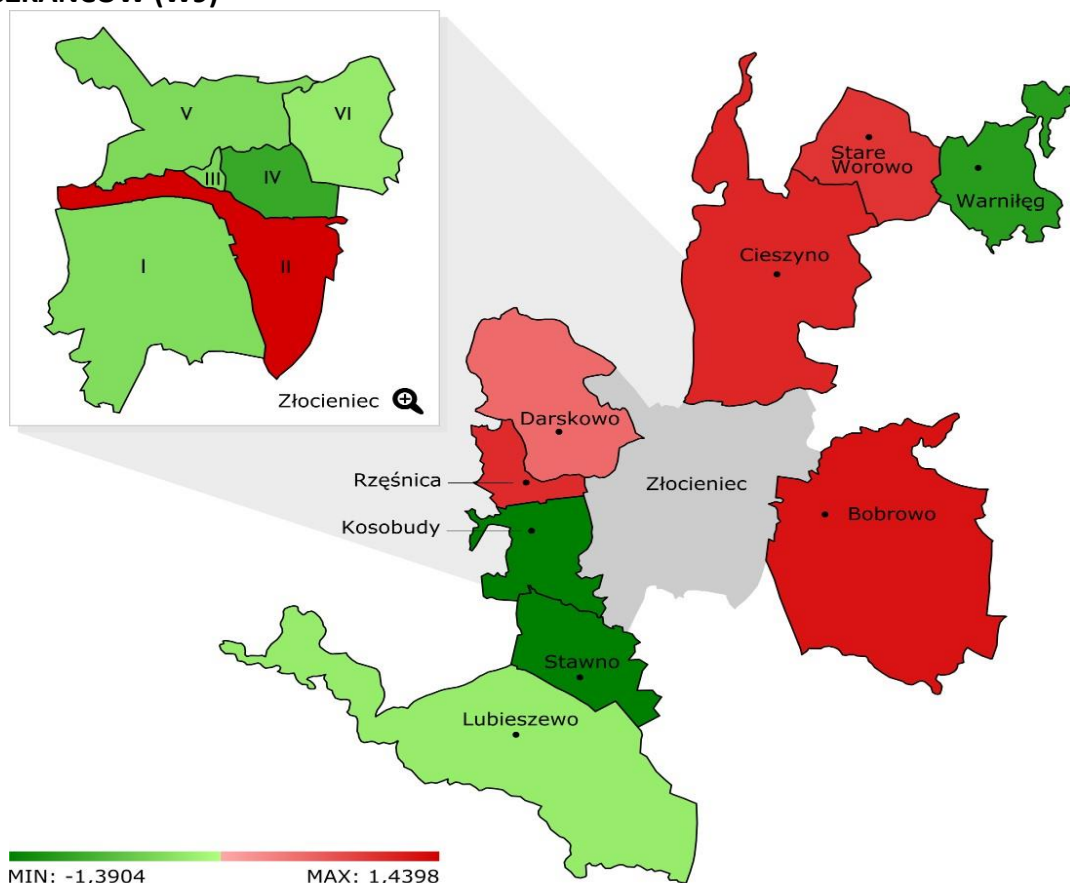 V
VI
III
IV
I
II
Złocieniec
Stare
Worowo
Warniłęg
Cieszyno
Darskowo
Rzęśnica
Złocieniec
Kosobudy
Bobrowo
Stawno
Lubieszewo
MIN: -1,3904
MAX: 1,4398